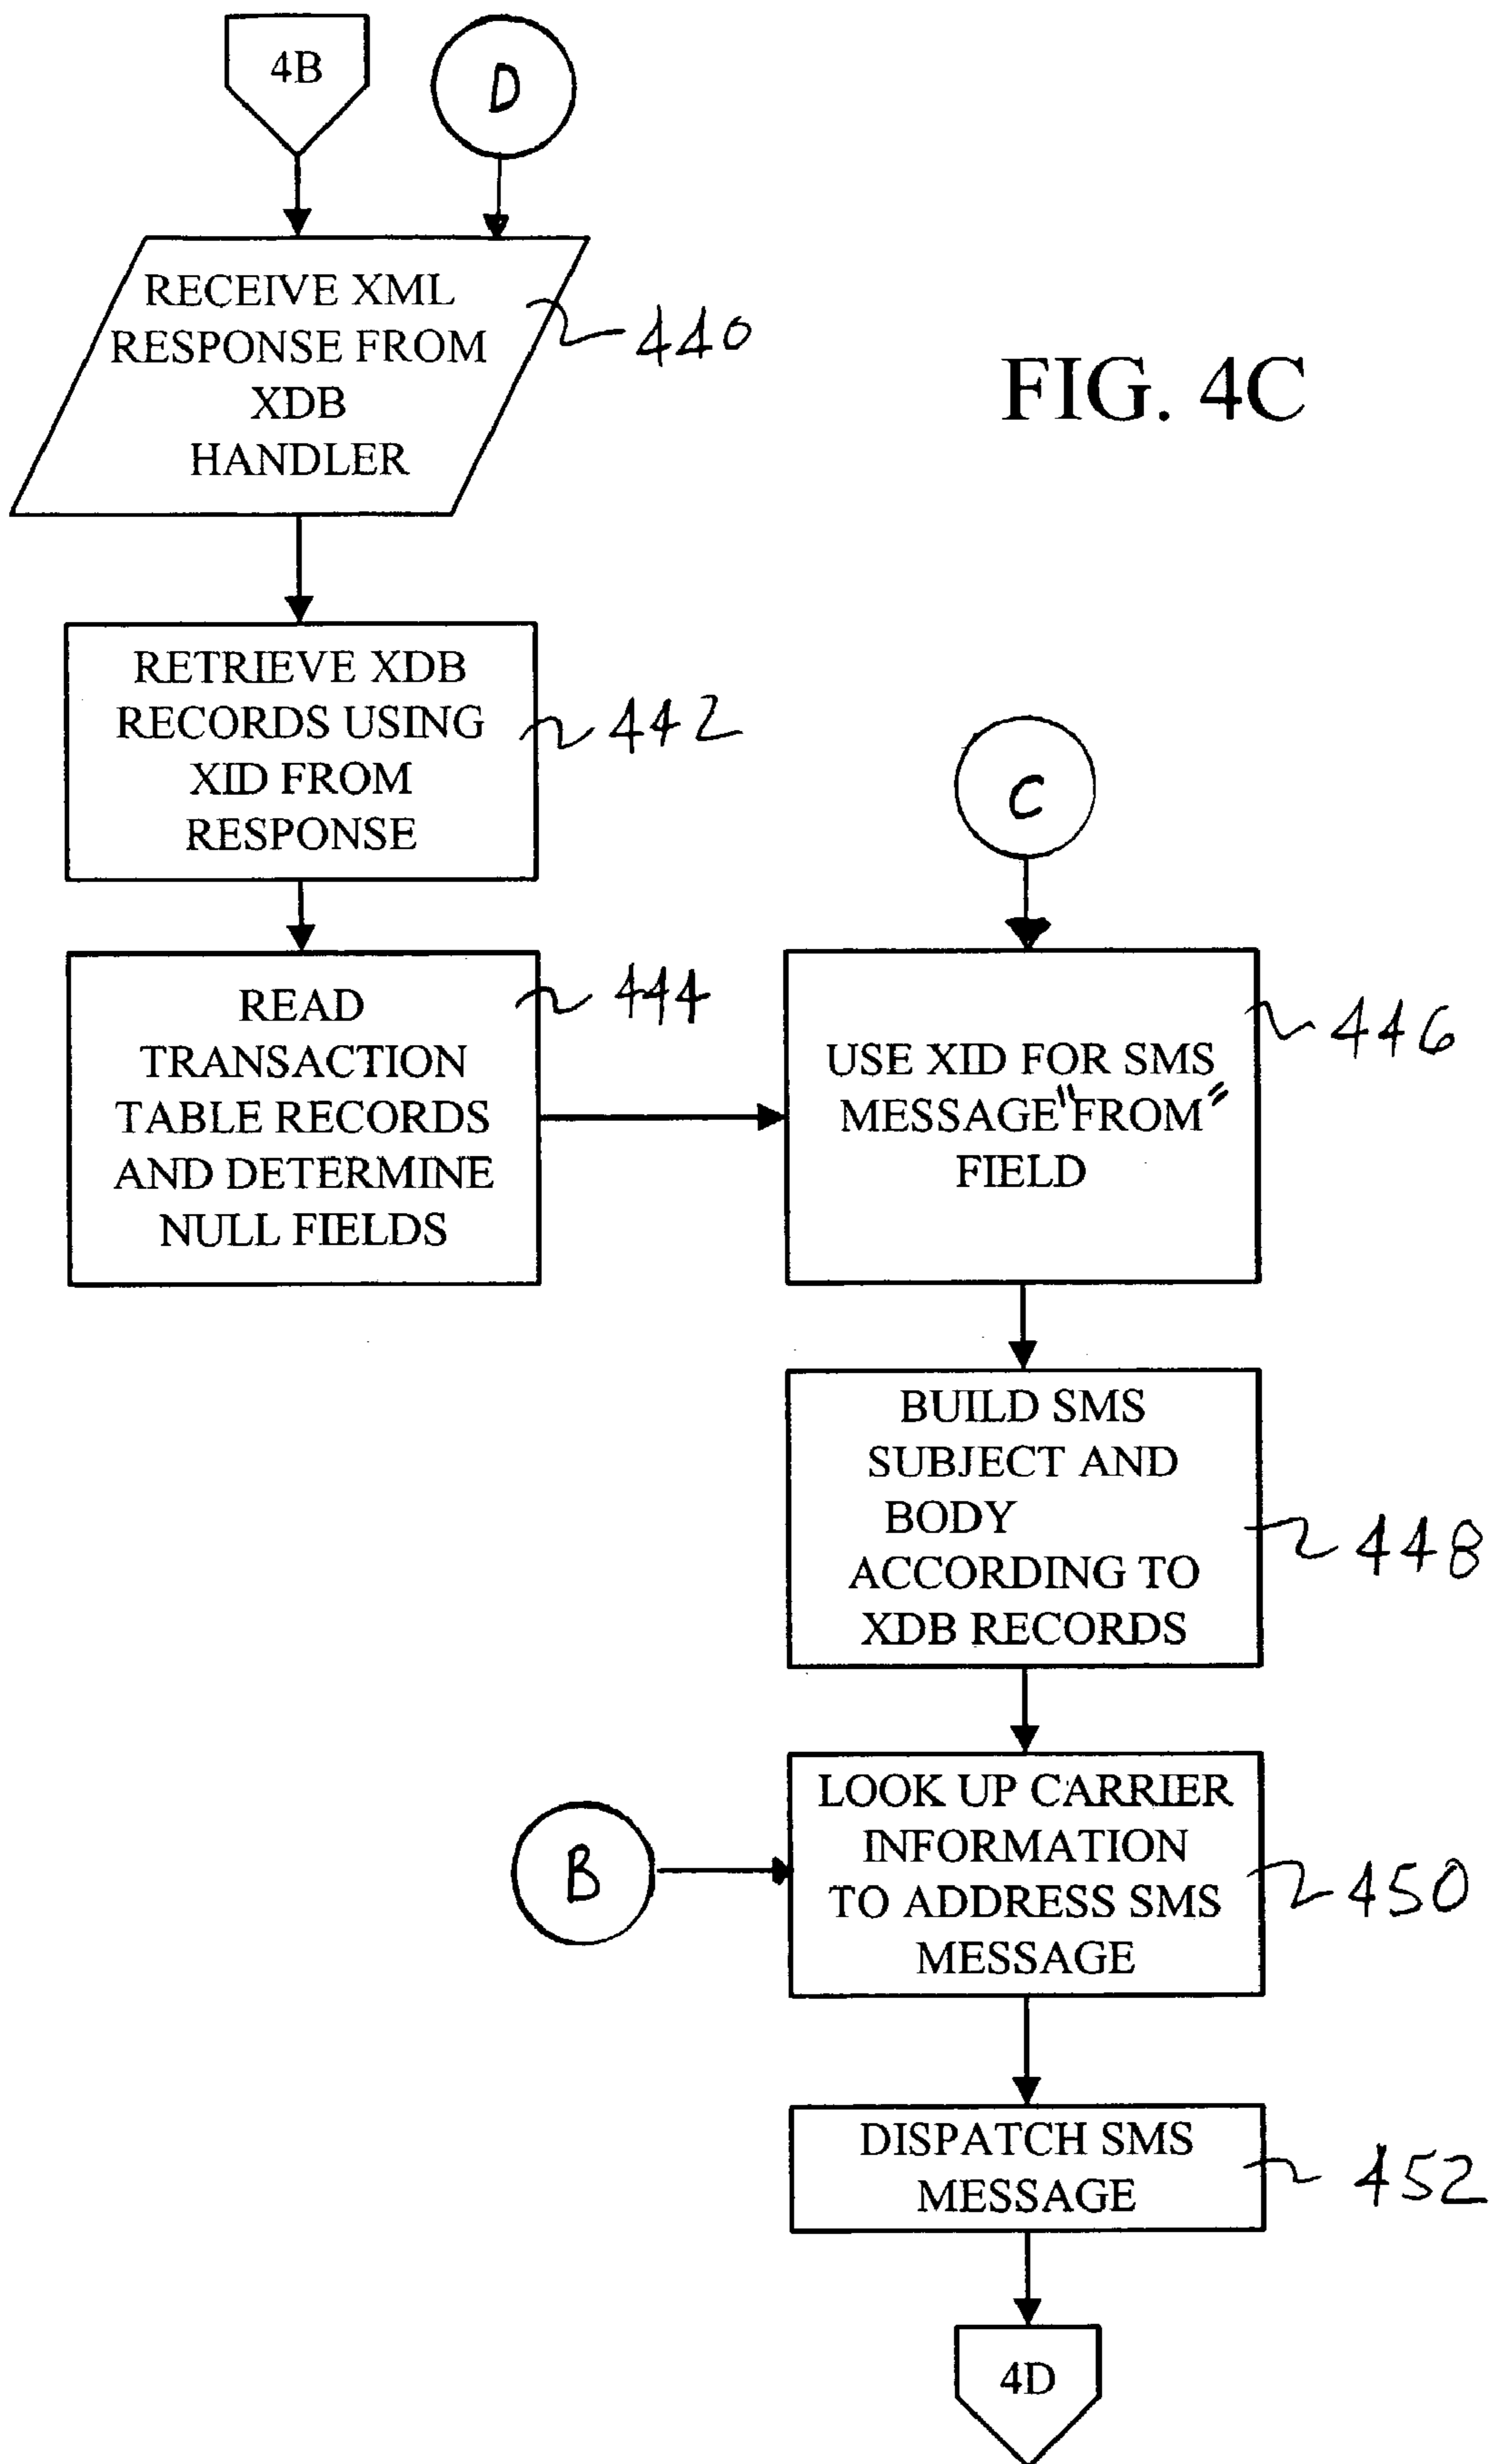 4B
D
RECEIVE XML
RESPONSE FROM
XDB
HANDLER
440
FIG. 4C
RETRIEVE XDB
RECORDS USING
XID FROM
RESPONSE
442
C
READ
TRANSACTION
TABLE RECORDS
AND DETERMINE
NULL FIELDS
444
USE XID FOR SMS
MESSAGE "FROM"
FIELD
446
BUILD SMS
SUBJECT AND
BODY
ACCORDING TO
XDB RECORDS
448
B
LOOK UP CARRIER
INFORMATION
TO ADDRESS SMS
MESSAGE
450
DISPATCH SMS
MESSAGE
452
4D